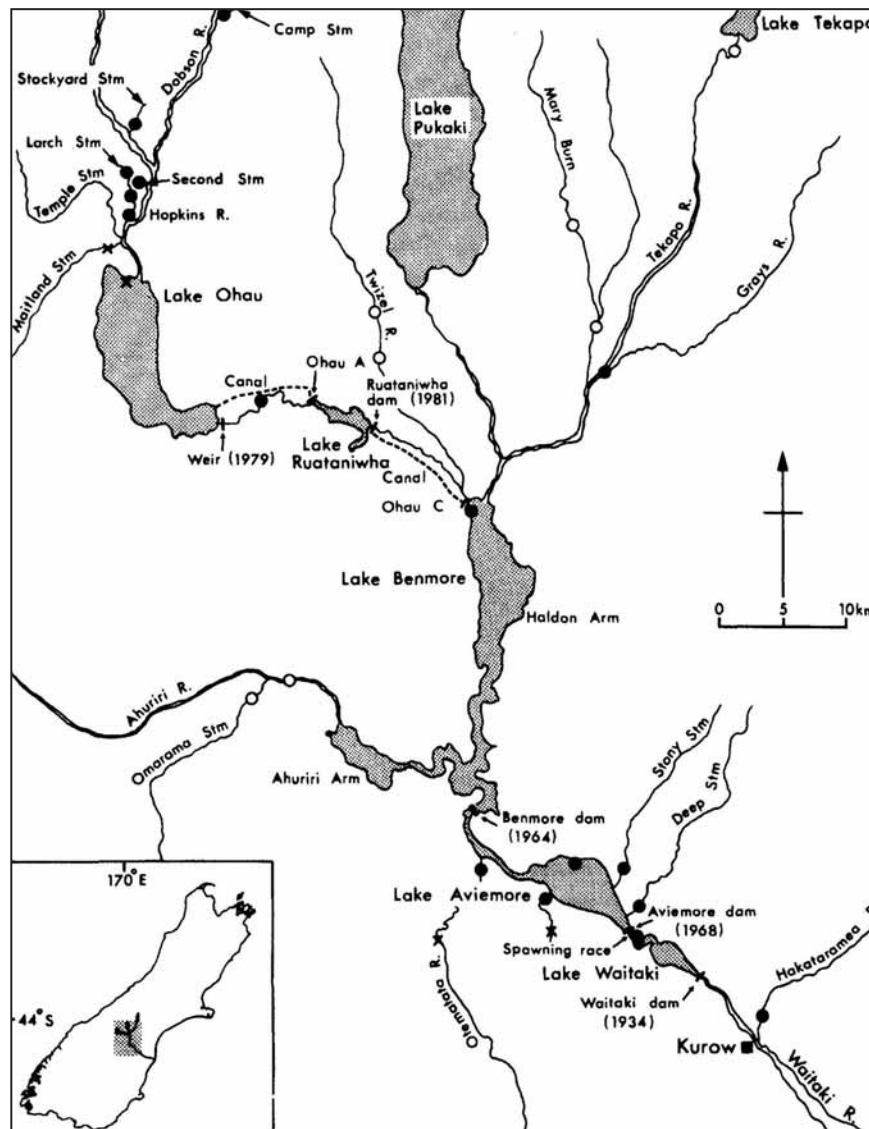 Camp Stm
Lake Tekapo
Dobson R.
Stockyard Stm
Lake
Pukaki
Mary Burn
Larch Stm
Temple Stm
Second Stm
Hopkins R.
Tekapo R.
Grays R.
Maitland Stm
Lake Ohau
Twizel R.
Canal
Ohau A
Ruataniwha
dam (1981)
Weir (1979)
Lake
Ruataniwha
Canal
Ohau C
Lake Benmore
Haldon Arm
0 5 10km
Ahuriri R.
Omarama Stm
Ahuriri Arm
Stony Stm
Deep Stm
Benmore dam
(1964)
170°E
Lake Aviemore
Aviemore dam
(1968)
Spawning race
Lake Waitaki
Hakataramea
Otematata R.
Waitaki dam
(1934)
44°S
Kurow
Waitaki R.